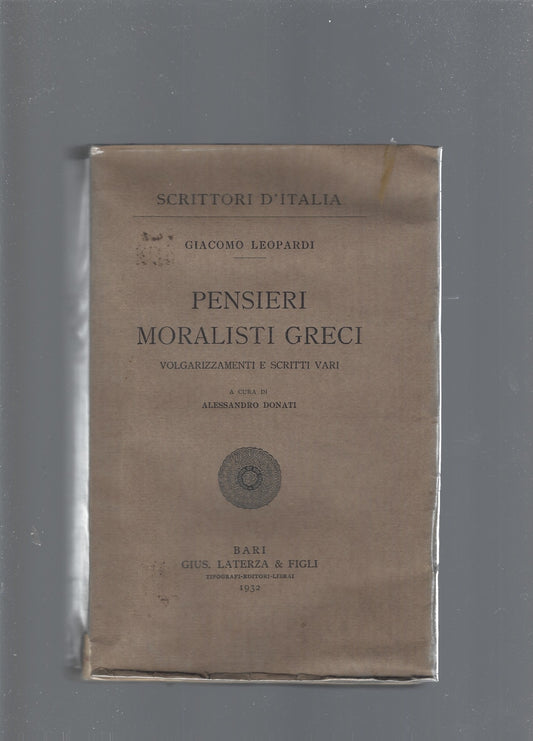 SCRITTORI D'ITALIA
GIACOMO LEOPARDI
PENSIERI
MORALISTI GRECI
VOLGARIZZAMENTI E SCRITTI VARI
A CURA DI
ALESSANDRO DONATI
BARI
GIUS. LATERZA & FIGLI
TIPOGRAFI-EDITORI-LIBRAI
1932